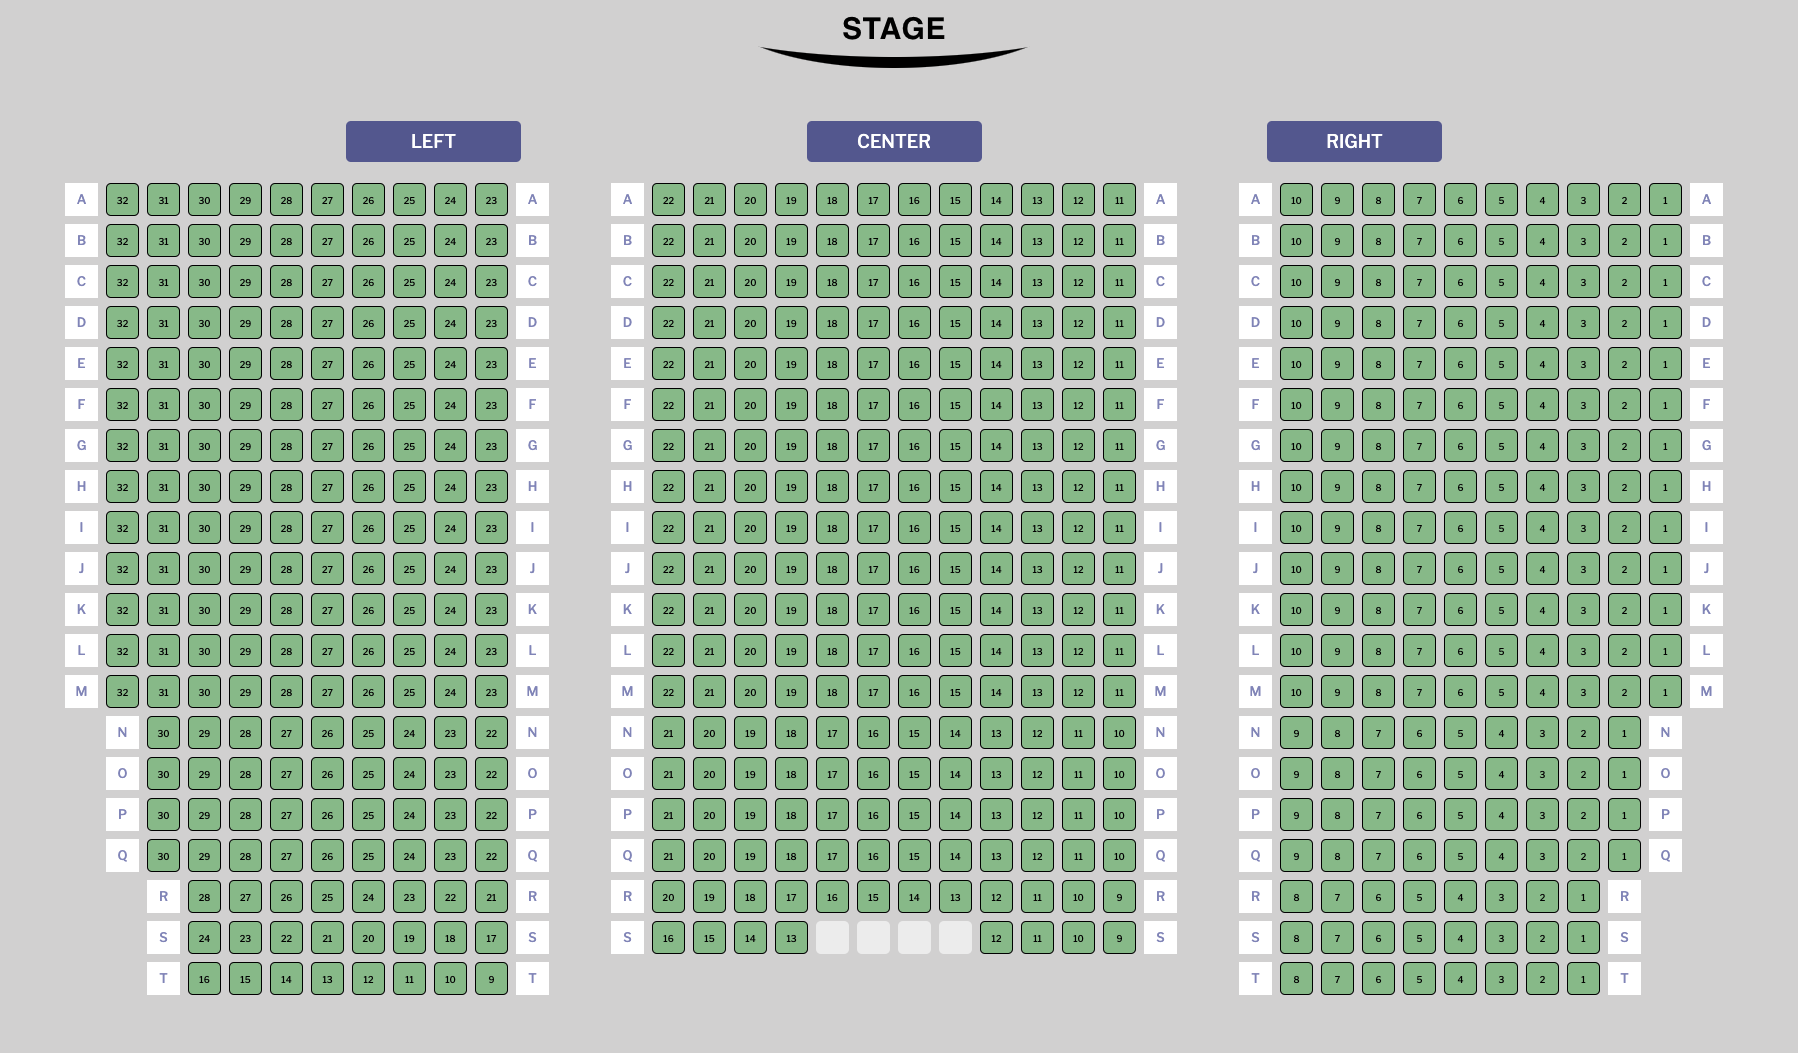 STAGE
LEFT CENTER RIGHT
A 32 31 30 29 28 27 26 25 24 23 A A 22 21 20 19 18 17 16 15 14 13 12 11 A A 10 9 8 7 6 5 4 3 2 1 A
B 32 31 30 29 28 27 26 25 24 23 B B 22 21 20 19 18 17 16 15 14 13 12 11 B B 10 9 8 7 6 5 4 3 2 1 B
C 32 31 30 29 28 27 26 25 24 23 C C 22 21 20 19 18 17 16 15 14 13 12 11 C C 10 9 8 7 6 5 4 3 2 1 C
D 32 31 30 29 28 27 26 25 24 23 D D 22 21 20 19 18 17 16 15 14 13 12 11 D D 10 9 8 7 6 5 4 3 2 1 D
E 32 31 30 29 28 27 26 25 24 23 E E 22 21 20 19 18 17 16 15 14 13 12 11 E E 10 9 8 7 6 5 4 3 2 1 E
F 32 31 30 29 28 27 26 25 24 23 F F 22 21 20 19 18 17 16 15 14 13 12 11 F F 10 9 8 7 6 5 4 3 2 1 F
G 32 31 30 29 28 27 26 25 24 23 G G 22 21 20 19 18 17 16 15 14 13 12 11 G G 10 9 8 7 6 5 4 3 2 1 G
H 32 31 30 29 28 27 26 25 24 23 H H 22 21 20 19 18 17 16 15 14 13 12 11 H H 10 9 8 7 6 5 4 3 2 1 H
I 32 31 30 29 28 27 26 25 24 23 I I 22 21 20 19 18 17 16 15 14 13 12 11 I I 10 9 8 7 6 5 4 3 2 1 I
J 32 31 30 29 28 27 26 25 24 23 J J 22 21 20 19 18 17 16 15 14 13 12 11 J J 10 9 8 7 6 5 4 3 2 1 J
K 32 31 30 29 28 27 26 25 24 23 K K 22 21 20 19 18 17 16 15 14 13 12 11 K K 10 9 8 7 6 5 4 3 2 1 K
L 32 31 30 29 28 27 26 25 24 23 L L 22 21 20 19 18 17 16 15 14 13 12 11 L L 10 9 8 7 6 5 4 3 2 1 L
M 32 31 30 29 28 27 26 25 24 23 M M 22 21 20 19 18 17 16 15 14 13 12 11 M M 10 9 8 7 6 5 4 3 2 1 M
N 30 29 28 27 26 25 24 23 22 N N 21 20 19 18 17 16 15 14 13 12 11 10 N N 9 8 7 6 5 4 3 2 1 N
O 30 29 28 27 26 25 24 23 22 O O 21 20 19 18 17 16 15 14 13 12 11 10 O O 9 8 7 6 5 4 3 2 1 O
P 30 29 28 27 26 25 24 23 22 P P 21 20 19 18 17 16 15 14 13 12 11 10 P P 9 8 7 6 5 4 3 2 1 P
Q 30 29 28 27 26 25 24 23 22 Q Q 21 20 19 18 17 16 15 14 13 12 11 10 Q Q 9 8 7 6 5 4 3 2 1 Q
R 28 27 26 25 24 23 22 21 R R 20 19 18 17 16 15 14 13 12 11 10 9 R R 8 7 6 5 4 3 2 1 R
S 24 23 22 21 20 19 18 17 S S 16 15 14 13 12 11 10 9 S S 8 7 6 5 4 3 2 1 S
T 16 15 14 13 12 11 10 9 T T 8 7 6 5 4 3 2 1 T